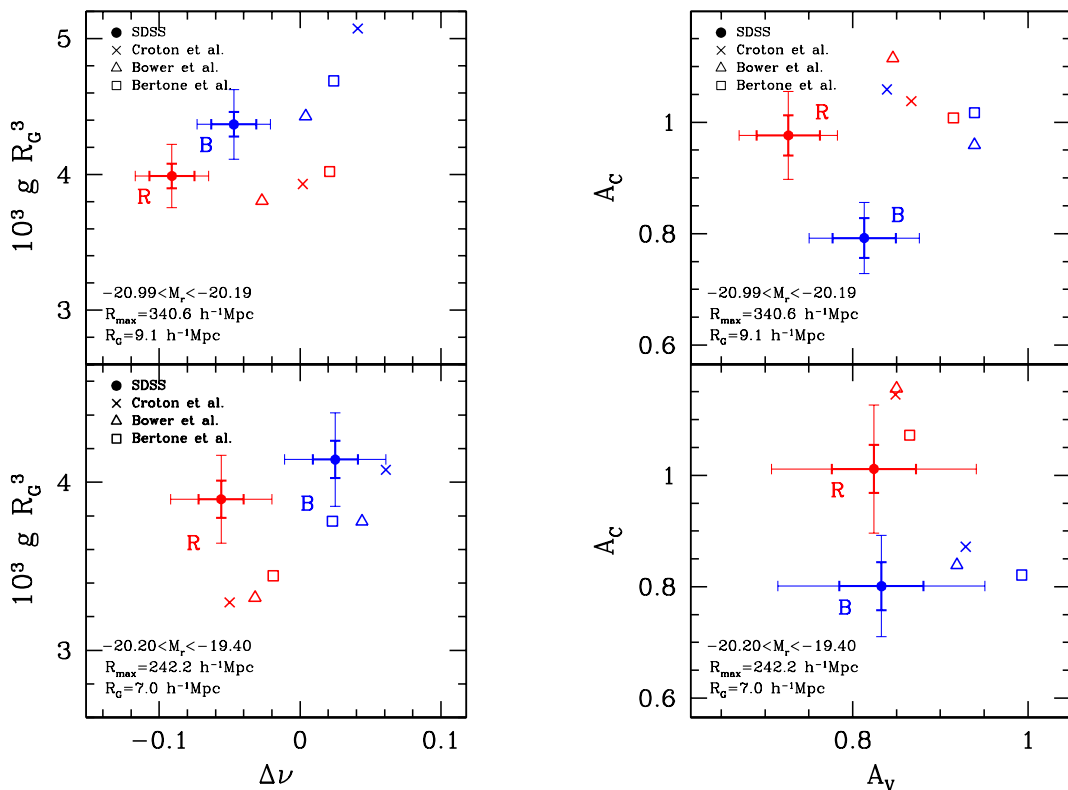 5
4
3
10³ g R_G³
SDSS
Croton et al.
Bower et al.
Bertone et al.
B
R
-20.99<M_r<-20.19
R_max=340.6 h⁻¹Mpc
R_G=9.1 h⁻¹Mpc
1
0.8
0.6
A_C
SDSS
Croton et al.
Bower et al.
Bertone et al.
R
B
-20.99<M_r<-20.19
R_max=340.6 h⁻¹Mpc
R_G=9.1 h⁻¹Mpc
4
3
10³ g R_G³
SDSS
Croton et al.
Bower et al.
Bertone et al.
B
R
-20.20<M_r<-19.40
R_max=242.2 h⁻¹Mpc
R_G=7.0 h⁻¹Mpc
-0.1 0 0.1
Δν
1
0.8
0.6
A_C
R
B
-20.20<M_r<-19.40
R_max=242.2 h⁻¹Mpc
R_G=7.0 h⁻¹Mpc
0.8 1
A_V